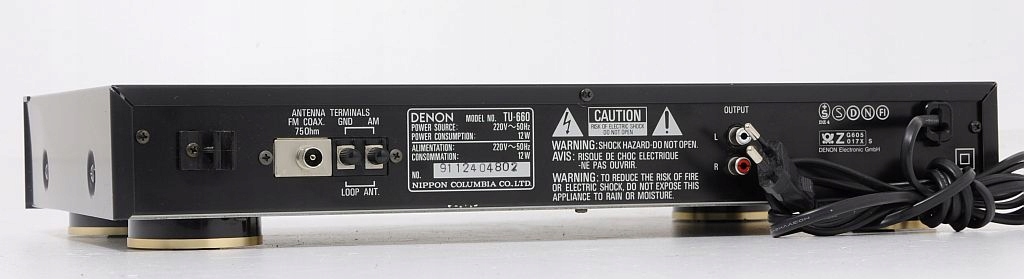 ANTENNA TERMINALS
FM COAX. GND AM
75Ohm
LOOP ANT.
DENON MODEL NO. TU-660
POWER SOURCE: 220V~50Hz
POWER CONSUMPTION: 12W
ALIMENTATION: 220V~50Hz
CONSOMMATION: 12W
NO. 9112404802
NIPPON COLUMBIA CO.,LTD.
CAUTION
RISK OF ELECTRIC SHOCK
DO NOT OPEN
WARNING:SHOCK HAZARD-DO NOT OPEN.
AVIS: RISQUE DE CHOC ELECTRIQUE
-NE PAS OUVRIR.
WARNING: TO REDUCE THE RISK OF FIRE
OR ELECTRIC SHOCK, DO NOT EXPOSE THIS
APPLIANCE TO RAIN OR MOISTURE.
OUTPUT
L
R
S D N FI
Z G605
017X S
DENON Electronic GmbH